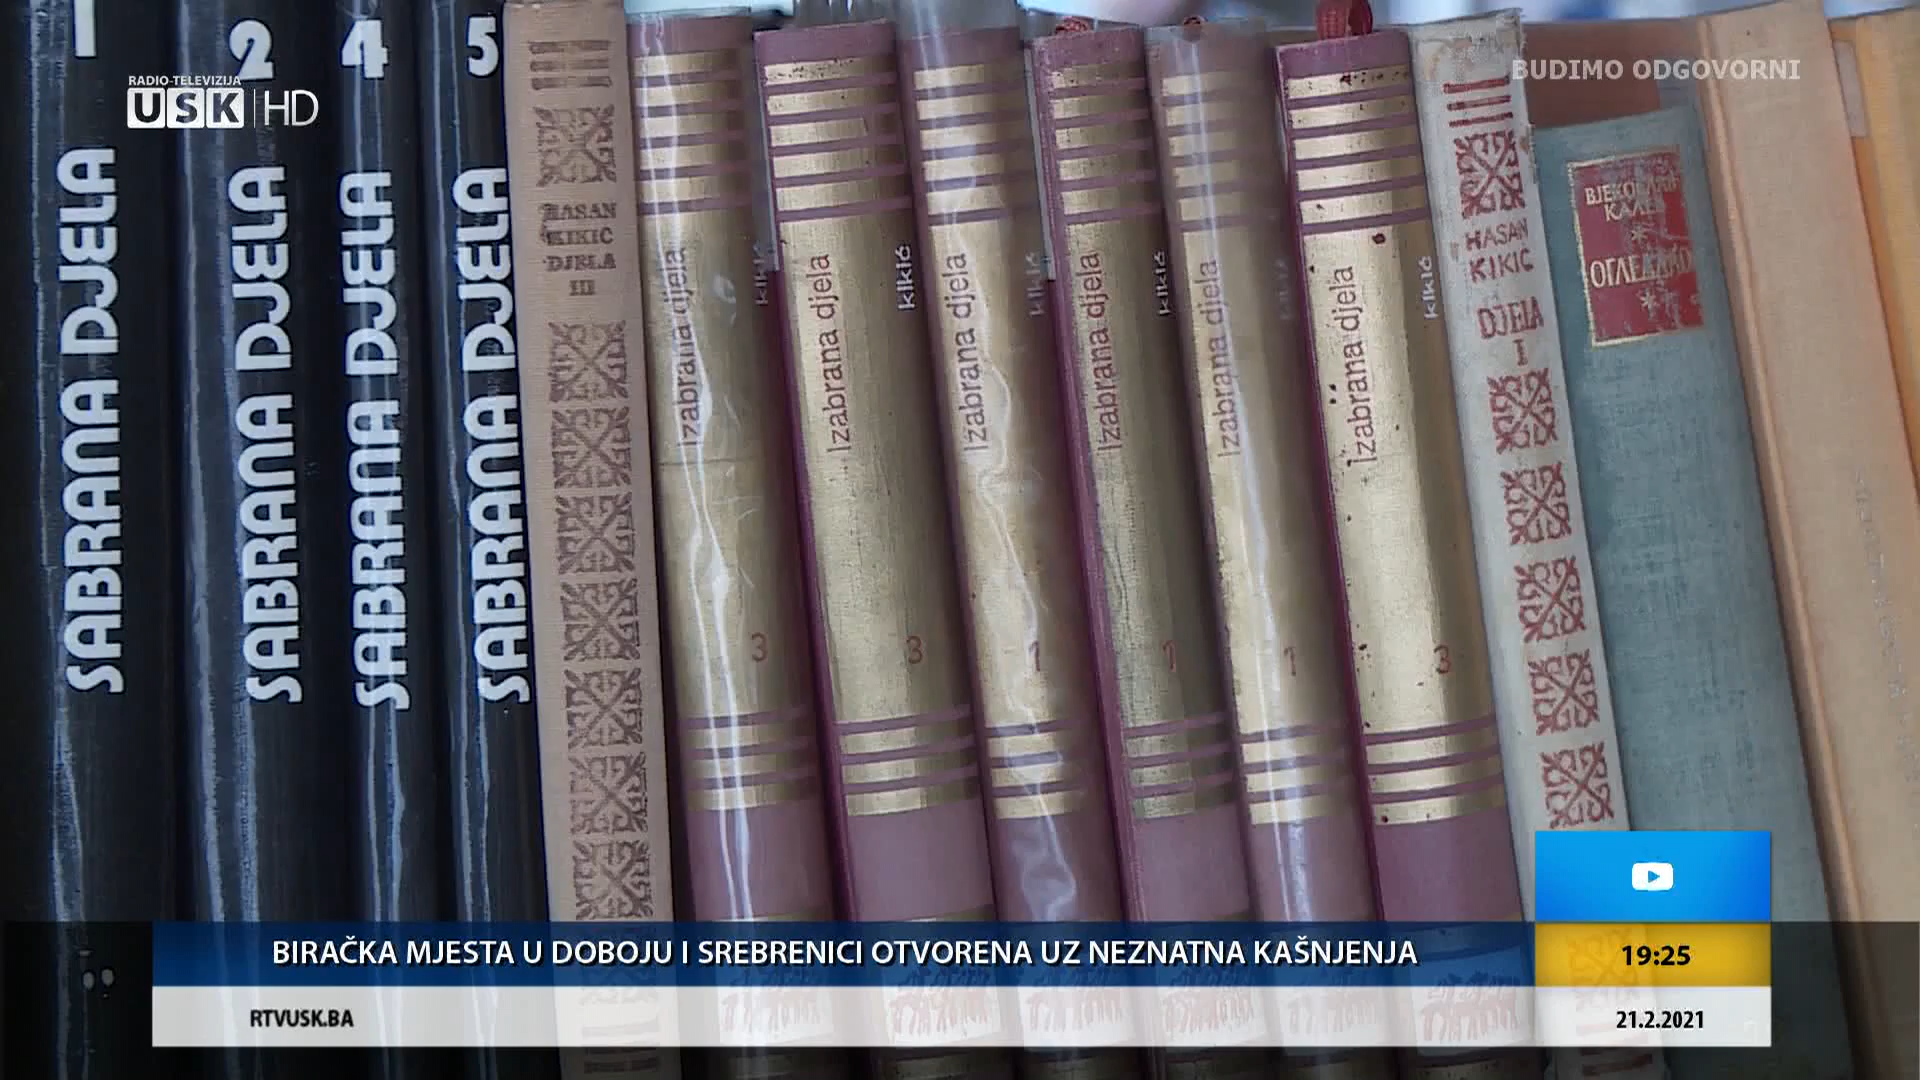 1
2
4
5
RADIO-TELEVIZIJA
USK HD
BUDIMO ODGOVORNI
SABRANA DJELA
SABRANA DJELA
SABRANA DJELA
SABRANA DJELA
HASAN
KIKIĆ
DJELA
III
Izabrana djela
kikić
3
Izabrana djela
kikić
3
Izabrana djela
kikić
1
Izabrana djela
kikić
1
Izabrana djela
1
Izabrana djela
kikić
3
HASAN
KIKIĆ
DJELA
I
ВЈЕКОСЛАВ
КАЛЕБ
ОГЛЕДАЛО
BIRAČKA MJESTA U DOBOJU I SREBRENICI OTVORENA UZ NEZNATNA KAŠNJENJA
19:25
RTVUSK.BA
21.2.2021